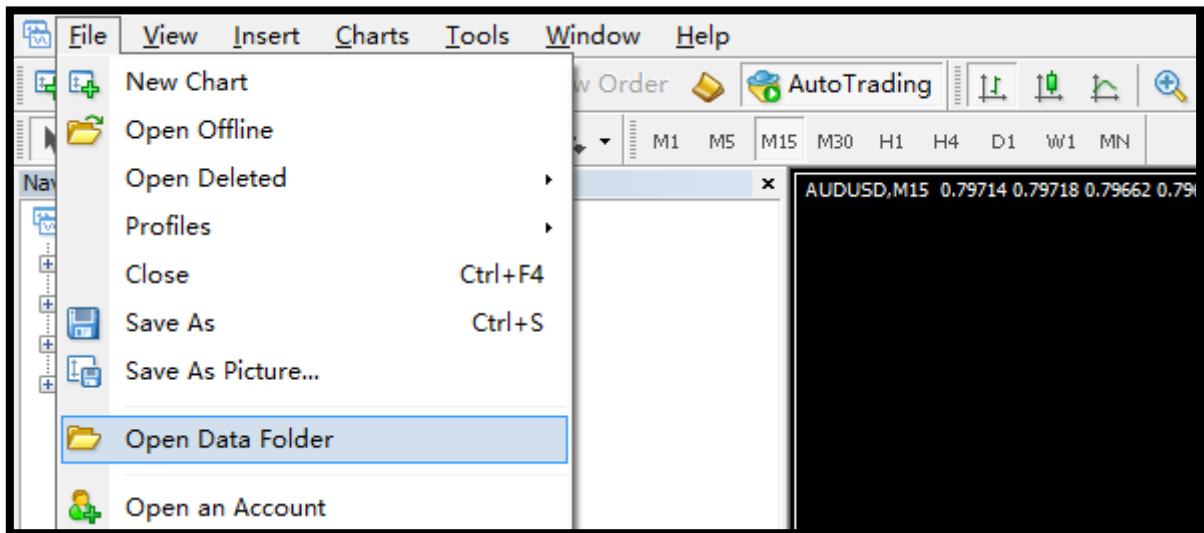 File View Insert Charts Tools Window Help
New Chart
Order AutoTrading
Open Offline
M1 M5 M15 M30 H1 H4 D1 W1 MN
Open Deleted
AUDUSD,M15 0.79714 0.79718 0.79662
Profiles
Close Ctrl+F4
Save As Ctrl+S
Save As Picture...
Open Data Folder
Open an Account